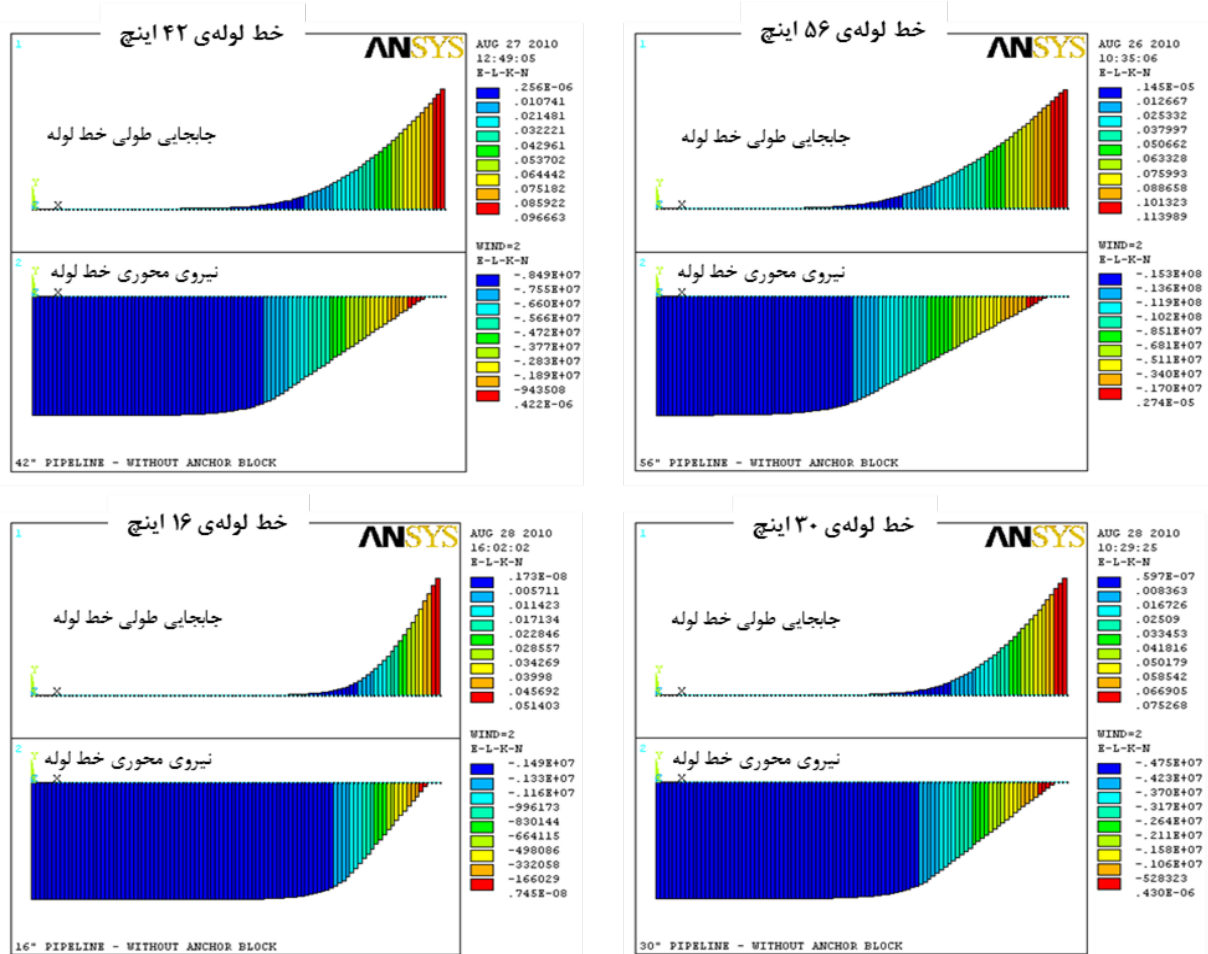 خط لوله‌ی ۴۲ اینچ
1
ANSYS
AUG 27 2010
12:49:05
E-L-K-N
.256E-06
.010741
.021481
.032221
.042961
.053702
.064442
.075182
.085922
.096663
جابجایی طولی خط لوله
Y
Z X
WIND=2
E-L-K-N
-.849E+07
-.755E+07
-.660E+07
-.566E+07
-.472E+07
-.377E+07
-.283E+07
-.189E+07
-943508
.422E-06
2
نیروی محوری خط لوله
Y
Z X
42" PIPELINE - WITHOUT ANCHOR BLOCK
خط لوله‌ی ۵۶ اینچ
1
ANSYS
AUG 26 2010
10:35:06
E-L-K-N
.145E-05
.012667
.025332
.037997
.050662
.063328
.075993
.088658
.101323
.113989
جابجایی طولی خط لوله
Y
Z X
WIND=2
E-L-K-N
-.153E+08
-.136E+08
-.119E+08
-.102E+08
-.851E+07
-.681E+07
-.511E+07
-.340E+07
-.170E+07
.274E-05
2
نیروی محوری خط لوله
Y
Z X
56" PIPELINE - WITHOUT ANCHOR BLOCK
خط لوله‌ی ۱۶ اینچ
1
ANSYS
AUG 28 2010
16:02:02
E-L-K-N
.173E-08
.005711
.011423
.017134
.022846
.028557
.034269
.03998
.045692
.051403
جابجایی طولی خط لوله
Y
Z X
WIND=2
E-L-K-N
-.149E+07
-.133E+07
-.116E+07
-996173
-830144
-664115
-498086
-332058
-166029
.745E-08
2
نیروی محوری خط لوله
Y
Z X
16" PIPELINE - WITHOUT ANCHOR BLOCK
خط لوله‌ی ۳۰ اینچ
1
ANSYS
AUG 28 2010
10:29:25
E-L-K-N
.597E-07
.008363
.016726
.02509
.033453
.041816
.050179
.058542
.066905
.075268
جابجایی طولی خط لوله
Y
Z X
WIND=2
E-L-K-N
-.475E+07
-.423E+07
-.370E+07
-.317E+07
-.264E+07
-.211E+07
-.158E+07
-.106E+07
-528323
.430E-06
2
نیروی محوری خط لوله
Y
Z X
30" PIPELINE - WITHOUT ANCHOR BLOCK